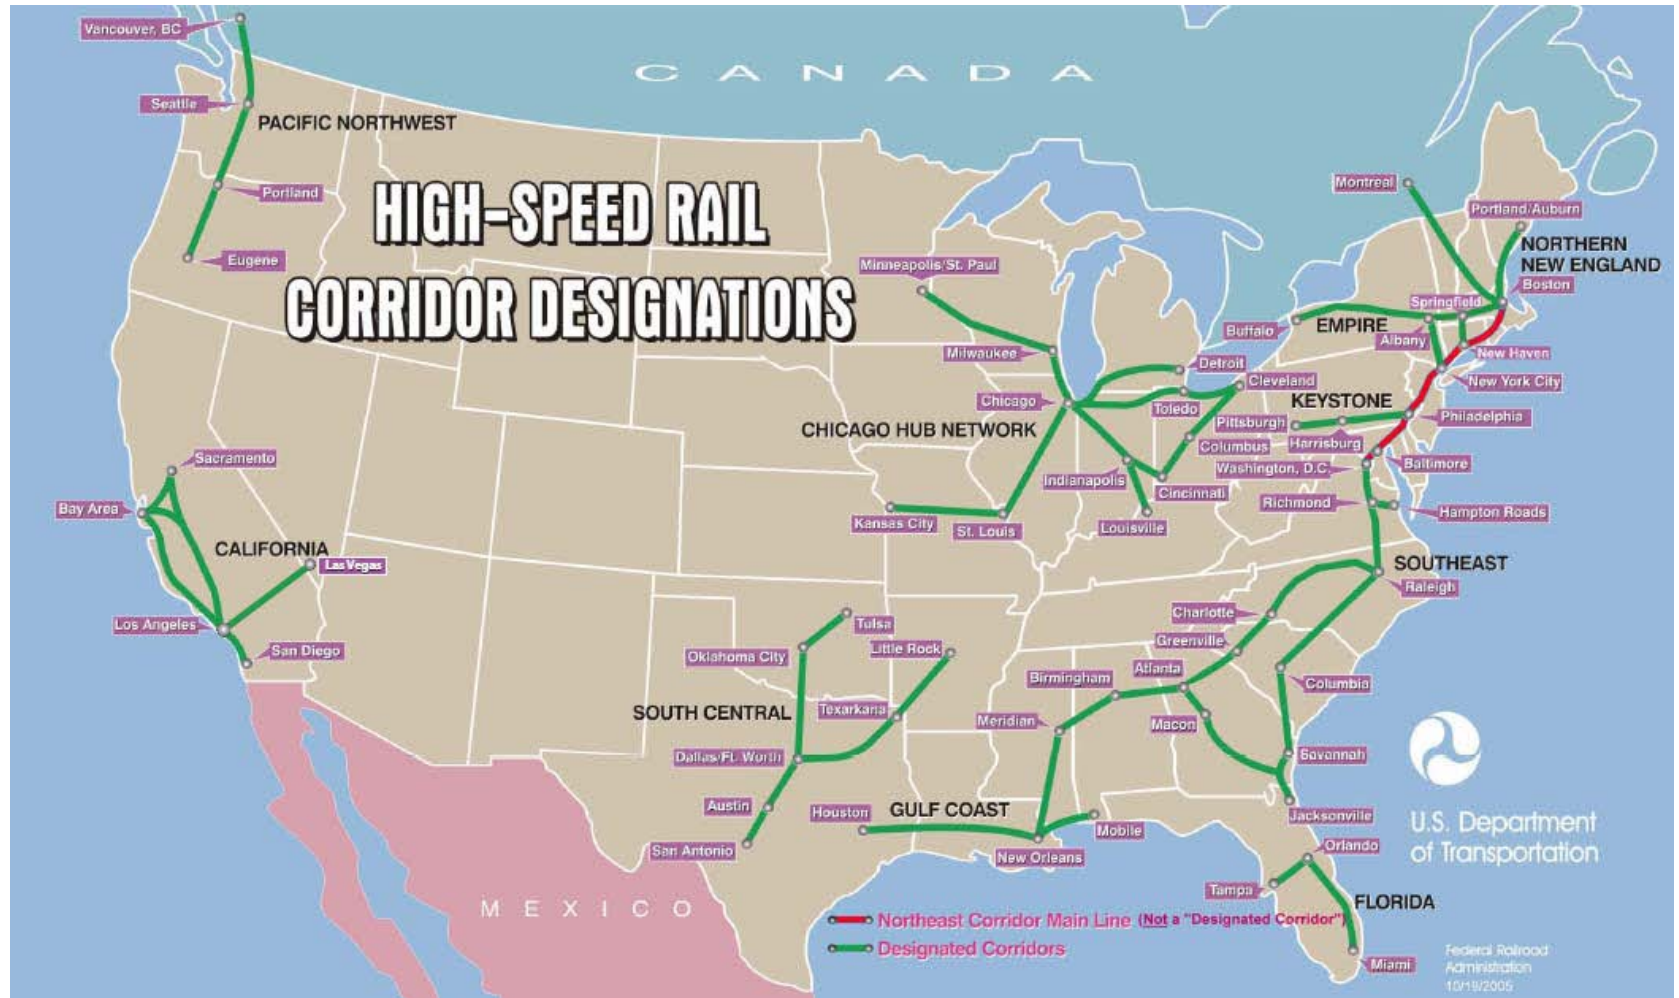 Vancouver, BC
CANADA
Seattle
PACIFIC NORTHWEST
Portland
Eugene
HIGH-SPEED RAIL
CORRIDOR DESIGNATIONS
Montreal
Portland/Auburn
NORTHERN
NEW ENGLAND
Boston
Springfield
Buffalo
EMPIRE
Albany
New Haven
New York City
Minneapolis/St. Paul
Milwaukee
Detroit
Cleveland
Chicago
Toledo
CHICAGO HUB NETWORK
KEYSTONE
Pittsburgh
Harrisburg
Philadelphia
Columbus
Washington, D.C.
Baltimore
Indianapolis
Cincinnati
Richmond
Hampton Roads
Kansas City
St. Louis
Louisville
Sacramento
Bay Area
CALIFORNIA
Las Vegas
Los Angeles
San Diego
SOUTHEAST
Raleigh
Charlotte
Greenville
Tulsa
Little Rock
Oklahoma City
Atlanta
Birmingham
Columbia
SOUTH CENTRAL
Texarkana
Meridian
Macon
Dallas/Ft. Worth
Savannah
Austin
Houston
GULF COAST
Jacksonville
Mobile
San Antonio
New Orleans
Orlando
Tampa
FLORIDA
Miami
MEXICO
U.S. Department
of Transportation
Northeast Corridor Main Line (Not a "Designated Corridor")
Designated Corridors
Federal Railroad
Administration
10/19/2005